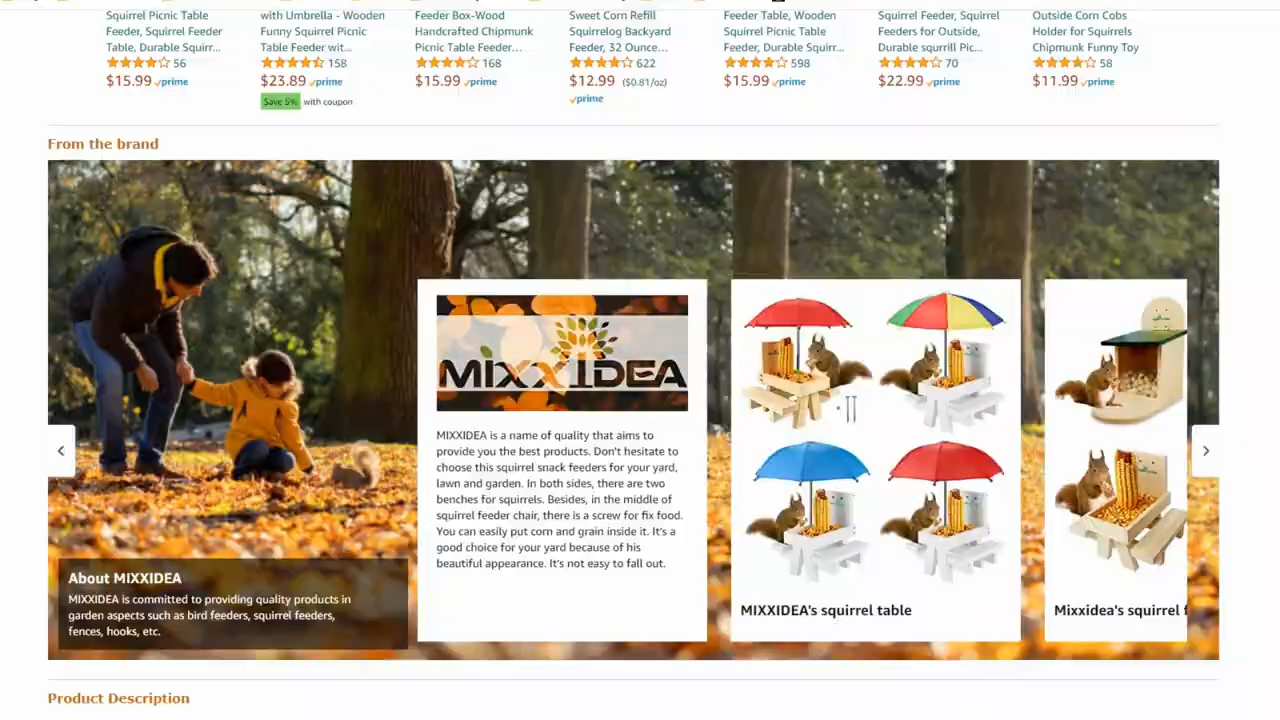 Squirrel Picnic Table
Feeder, Squirrel Feeder
Table, Durable Squirr...
56
$15.99 prime
with Umbrella - Wooden
Funny Squirrel Picnic
Table Feeder wit...
158
$23.89 prime
Save 5% with coupon
Feeder Box-Wood
Handcrafted Chipmunk
Picnic Table Feeder...
168
$15.99 prime
Sweet Corn Refill
Squirrelog Backyard
Feeder, 32 Ounce...
622
$12.99 ($0.81/oz)
prime
Feeder Table, Wooden
Squirrel Picnic Table
Feeder, Durable Squirr...
598
$15.99 prime
Squirrel Feeder, Squirrel
Feeders for Outside,
Durable squrrill Pic...
70
$22.99 prime
Outside Corn Cobs
Holder for Squirrels
Chipmunk Funny Toy
58
$11.99 prime
From the brand
About MIXXIDEA
MIXXIDEA is committed to providing quality products in
garden aspects such as bird feeders, squirrel feeders,
fences, hooks, etc.
MIXXIDEA
MIXXIDEA is a name of quality that aims to
provide you the best products. Don't hesitate to
choose this squirrel snack feeders for your yard,
lawn and garden. In both sides, there are two
benches for squirrels. Besides, in the middle of
squirrel feeder chair, there is a screw for fix food.
You can easily put corn and grain inside it. It's a
good choice for your yard because of his
beautiful appearance. It's not easy to fall out.
MIXXIDEA's squirrel table
Mixxidea's squirrel f
Product Description